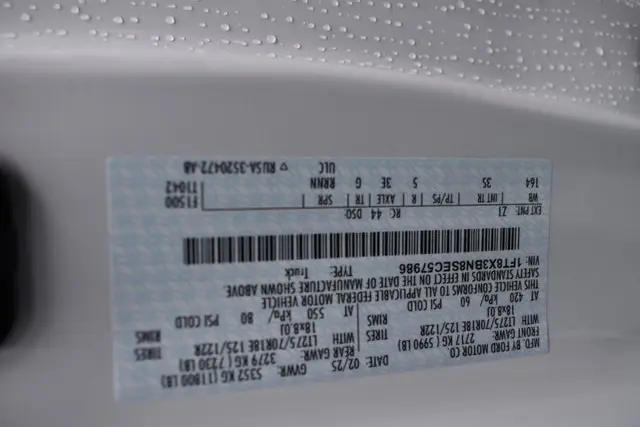 MFD. BY FORD MOTOR CO.
DATE: 02/25 GVWR: 5352 KG (11800 LB)
FRONT GAWR: 2717 KG (5990 LB) REAR GAWR: 3279 KG (7230 LB)
WITH LT275/70R18E 125/122R TIRES WITH LT275/70R18E 125/122R TIRES
18x8.0J RIMS 18x8.0J RIMS
AT 420 kPa/ 60 PSI COLD AT 550 kPa/ 80 PSI COLD
THIS VEHICLE CONFORMS TO ALL APPLICABLE FEDERAL MOTOR VEHICLE
SAFETY STANDARDS IN EFFECT ON THE DATE OF MANUFACTURE SHOWN ABOVE.
VIN: 1FT8X3BN8SEC57986 TYPE: Truck
EXT PNT: Z1 RC: 44 DSO: F1500
WB INT TR TP/PS R AXLE TR SPR T1042
164 3S 5 3E G RRNN
ULC RUSA-3520472-AB